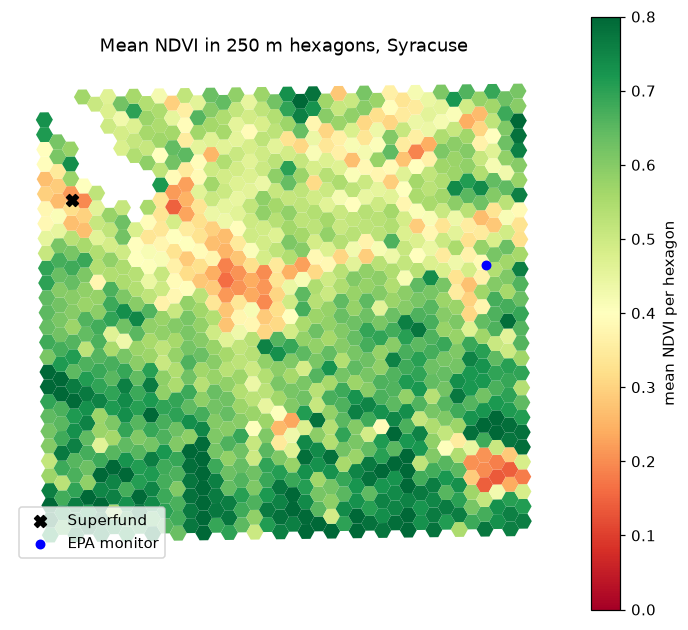 Mean NDVI in 250 m hexagons, Syracuse
0.8
0.7
0.6
0.5
0.4
0.3
0.2
0.1
0.0
mean NDVI per hexagon
Superfund
EPA monitor